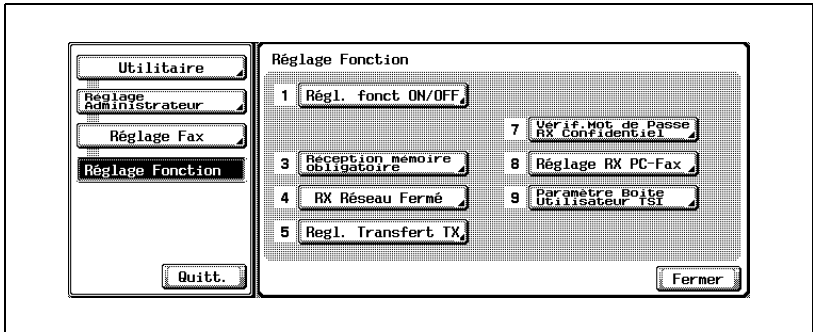 Utilitaire
Réglage
Administrateur
Réglage Fax
Réglage Fonction
Quitt.
Réglage Fonction
1 Régl. fonct ON/OFF
3 Réception mémoire
obligatoire
4 RX Réseau Fermé
5 Regl. Transfert TX
7 Vérif.Mot de Passe
RX Confidentiel
8 Réglage RX PC-Fax
9 Paramètre Boite
Utilisateur TSI
Fermer